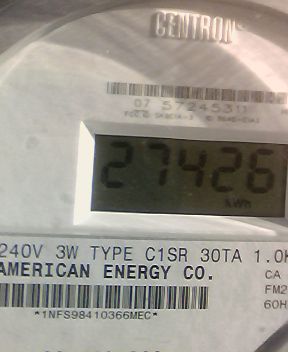 CENTRON®
07 57245311
27426
kWh
240V 3W TYPE C1SR 30TA 1.0K
AMERICAN ENERGY CO.
CA
FM2
60H
*1NFS98410366MEC*